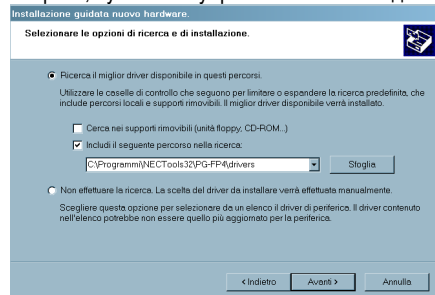 Installazione guidata nuovo hardware.
Selezionare le opzioni di ricerca e di installazione.
Ricerca il miglior driver disponibile in questi percorsi.
Utilizzare le caselle di controllo che seguono per limitare o espandere la ricerca predefinita, che
include percorsi locali e supporti rimovibili. Il miglior driver disponibile verrà installato.
Cerca nei supporti rimovibili (unità floppy, CD-ROM...)
Includi il seguente percorso nella ricerca:
C:\Programmi\NECTools32\PG-FP4\drivers
Sfoglia
Non effettuare la ricerca. La scelta del driver da installare verrà effettuata manualmente.
Scegliere questa opzione per selezionare da un elenco il driver di periferica. Il driver contenuto
nell'elenco potrebbe non essere quello più aggiornato per la periferica.
< Indietro
Avanti >
Annulla